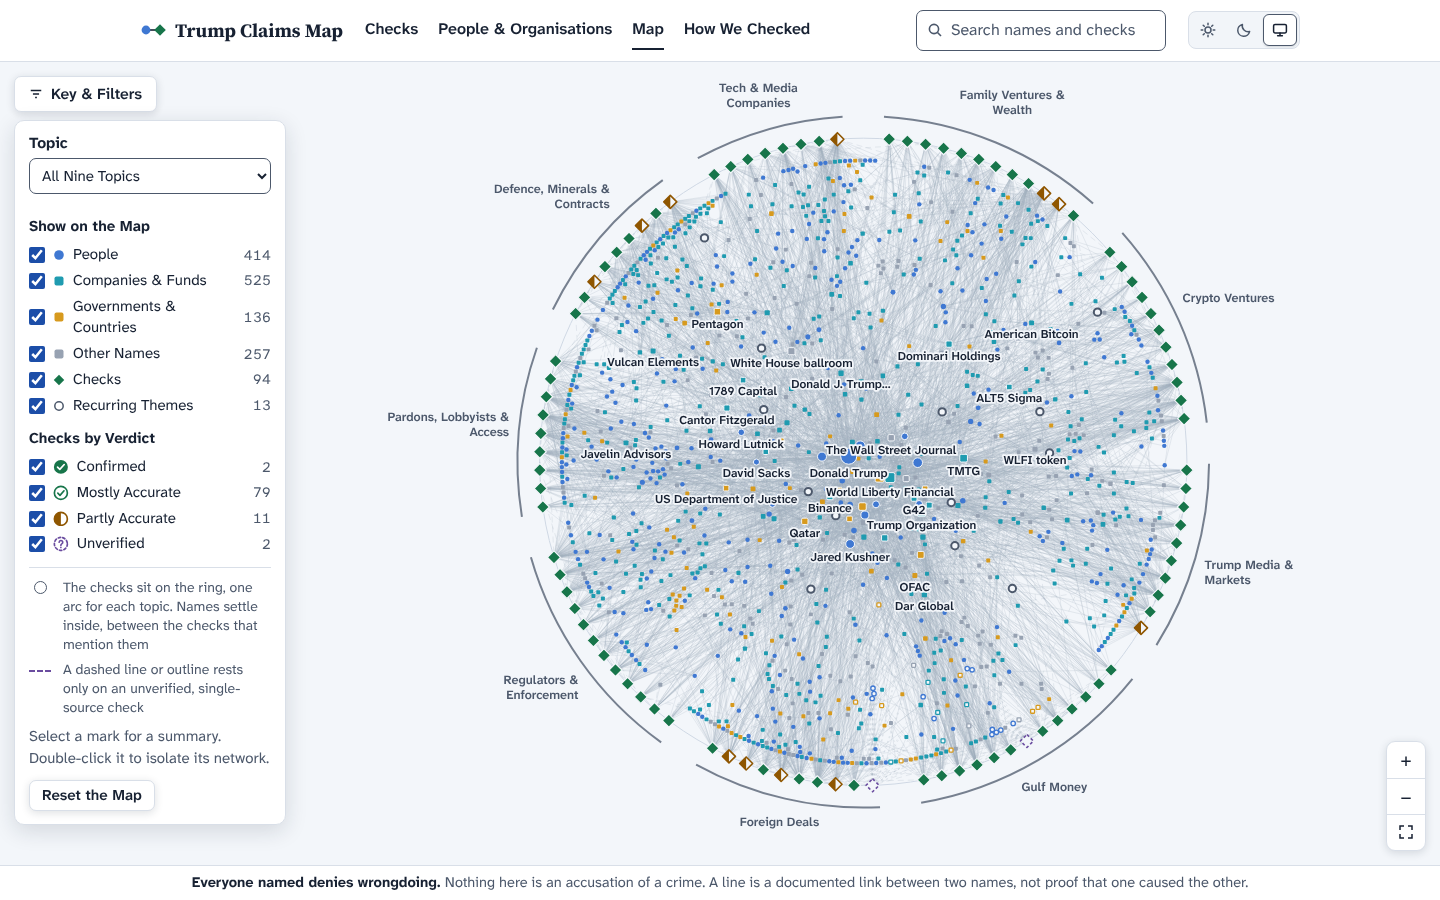 Trump Claims Map
Checks
People & Organisations
Map
How We Checked
Search names and checks
Key & Filters
Topic
All Nine Topics
Show on the Map
People 414
Companies & Funds 525
Governments &
Countries 136
Other Names 257
Checks 94
Recurring Themes 13
Checks by Verdict
Confirmed 2
Mostly Accurate 79
Partly Accurate 11
Unverified 2
The checks sit on the ring, one
arc for each topic. Names settle
inside, between the checks that
mention them
A dashed line or outline rests
only on an unverified, single-
source check
Select a mark for a summary.
Double-click it to isolate its network.
Reset the Map
Tech & Media
Companies
Family Ventures &
Wealth
Defence, Minerals &
Contracts
Crypto Ventures
Pardons, Lobbyists &
Access
Trump Media &
Markets
Regulators &
Enforcement
Gulf Money
Foreign Deals
Pentagon
American Bitcoin
Dominari Holdings
Vulcan Elements
White House ballroom
Donald J. Trump...
1789 Capital
ALT5 Sigma
Cantor Fitzgerald
Howard Lutnick
The Wall Street Journal
Javelin Advisors
WLFI token
David Sacks
Donald Trump
TMTG
US Department of Justice
World Liberty Financial
Binance
G42
Trump Organization
Qatar
Jared Kushner
OFAC
Dar Global
+
−
Everyone named denies wrongdoing. Nothing here is an accusation of a crime. A line is a documented link between two names, not proof that one caused the other.